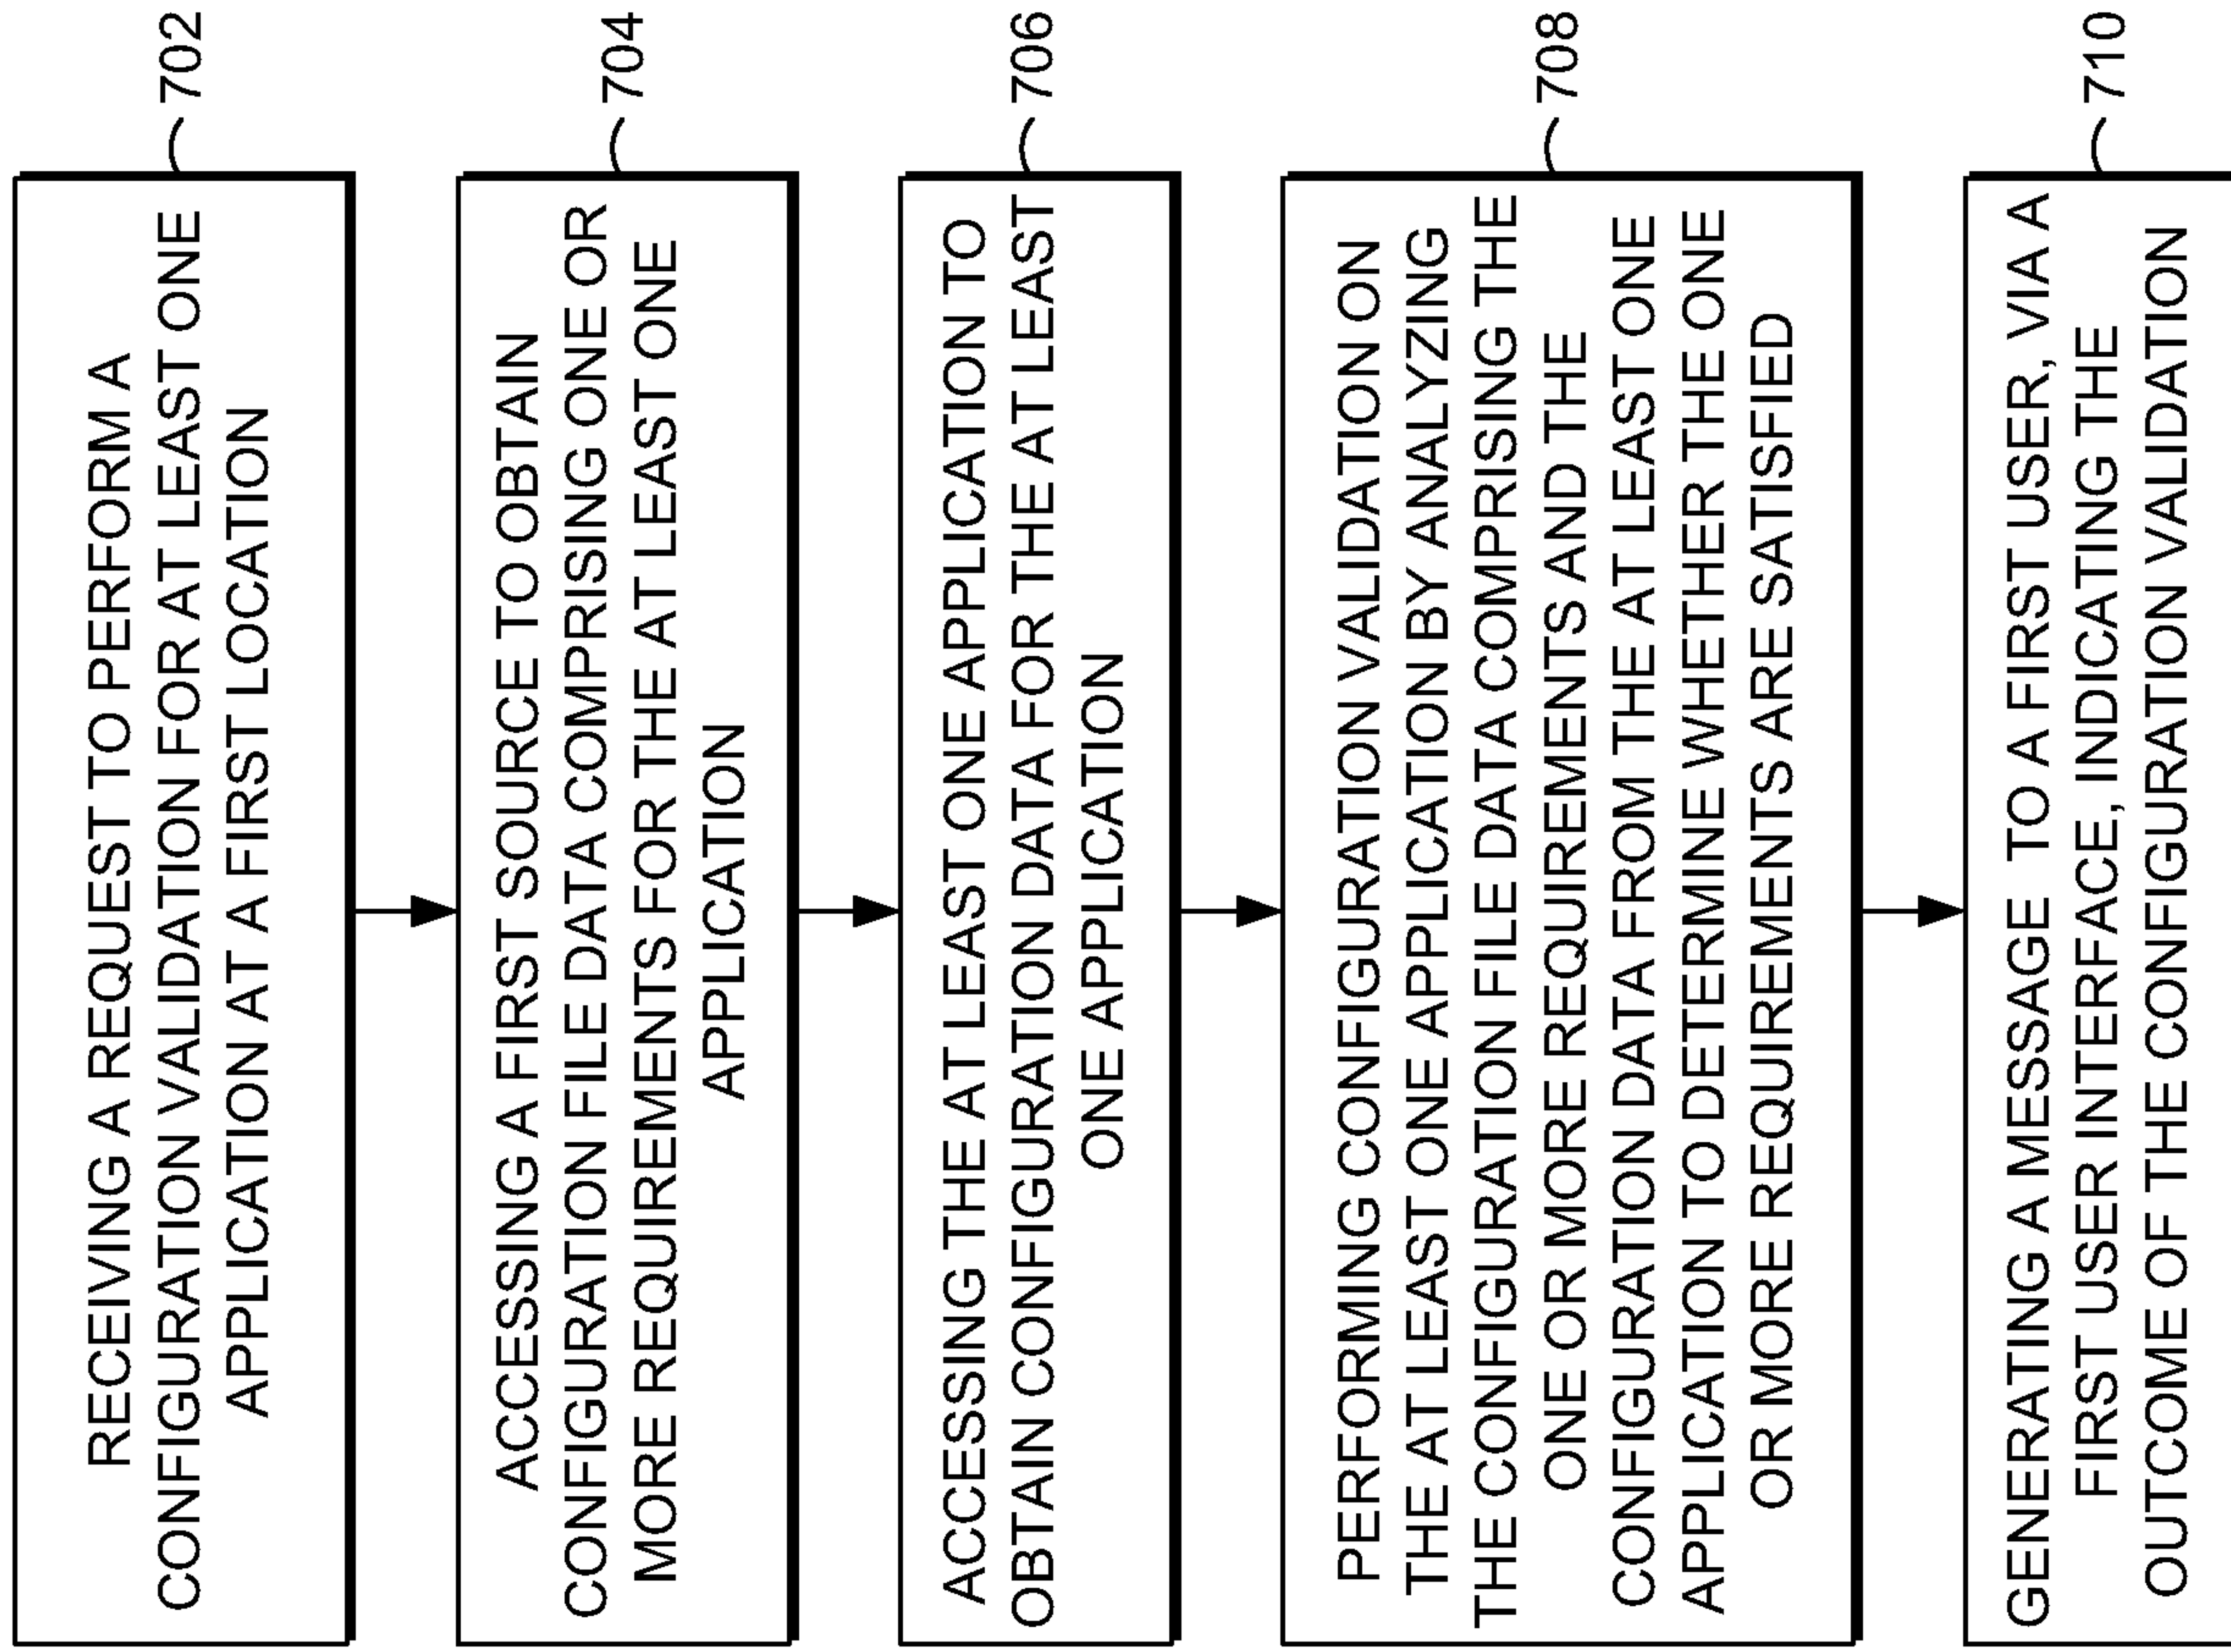 RECEIVING A REQUEST TO PERFORM A
CONFIGURATION VALIDATION FOR AT LEAST ONE
APPLICATION AT A FIRST LOCATION
702
ACCESSING A FIRST SOURCE TO OBTAIN
CONFIGURATION FILE DATA COMPRISING ONE OR
MORE REQUIREMENTS FOR THE AT LEAST ONE
APPLICATION
704
ACCESSING THE AT LEAST ONE APPLICATION TO
OBTAIN CONFIGURATION DATA FOR THE AT LEAST
ONE APPLICATION
706
PERFORMING CONFIGURATION VALIDATION ON
THE AT LEAST ONE APPLICATION BY ANALYZING
THE CONFIGURATION FILE DATA COMPRISING THE
ONE OR MORE REQUIREMENTS AND THE
CONFIGURATION DATA FROM THE AT LEAST ONE
APPLICATION TO DETERMINE WHETHER THE ONE
OR MORE REQUIREMENTS ARE SATISFIED
708
GENERATING A MESSAGE TO A FIRST USER, VIA A
FIRST USER INTERFACE, INDICATING THE
OUTCOME OF THE CONFIGURATION VALIDATION
710